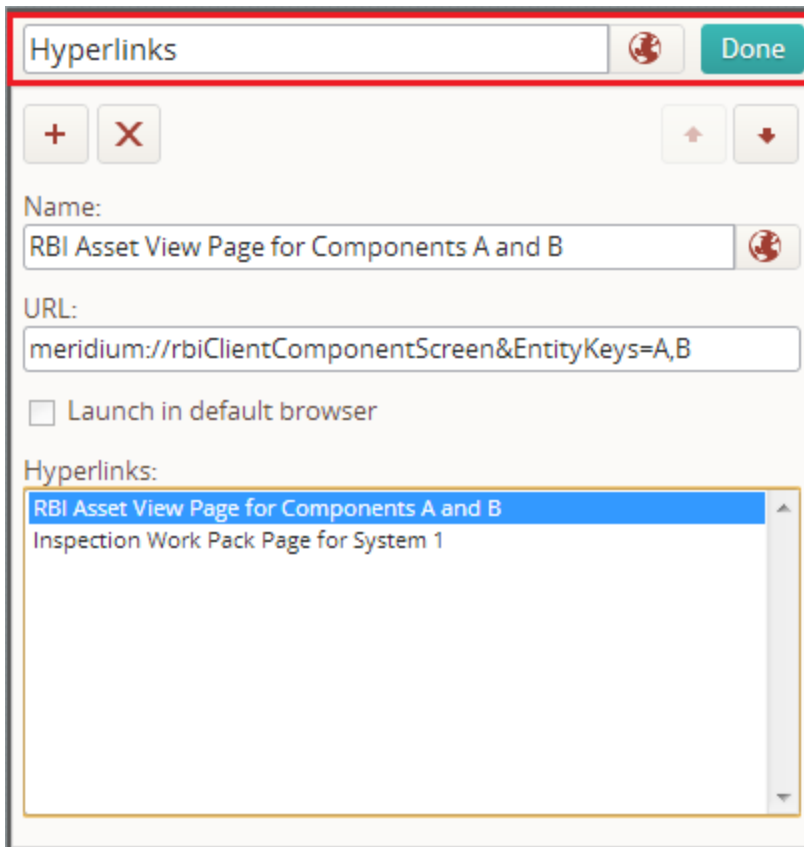 Hyperlinks
Done
Name:
RBI Asset View Page for Components A and B
URL:
meridium://rbiClientComponentScreen&EntityKeys=A,B
Launch in default browser
Hyperlinks:
RBI Asset View Page for Components A and B
Inspection Work Pack Page for System 1